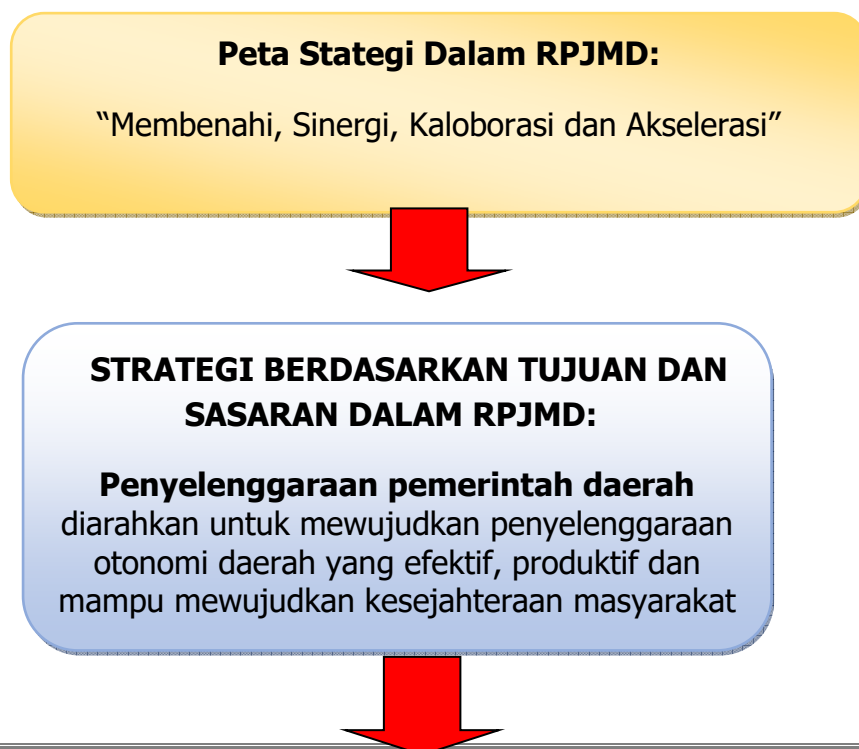 Peta Stategi Dalam RPJMD:
“Membenahi, Sinergi, Kaloborasi dan Akselerasi”
STRATEGI BERDASARKAN TUJUAN DAN
SASARAN DALAM RPJMD:
Penyelenggaraan pemerintah daerah
diarahkan untuk mewujudkan penyelenggaraan
otonomi daerah yang efektif, produktif dan
mampu mewujudkan kesejahteraan masyarakat